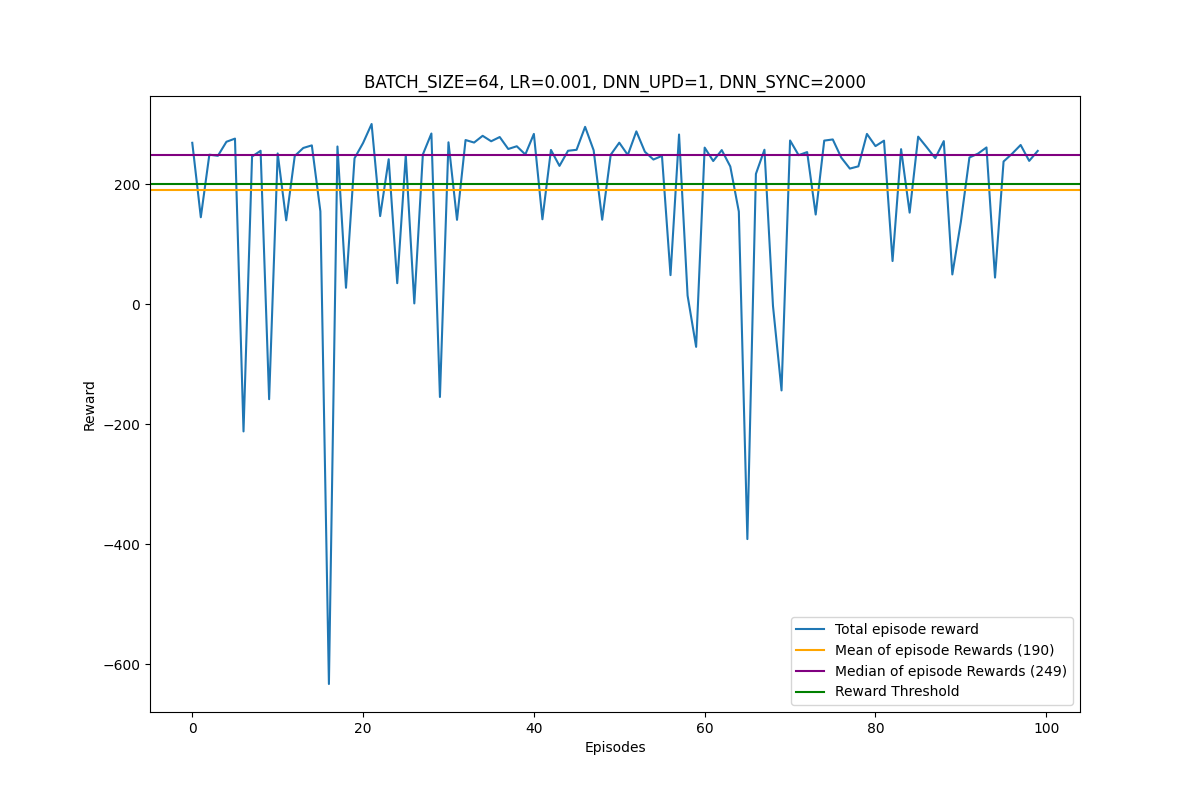 BATCH_SIZE=64, LR=0.001, DNN_UPD=1, DNN_SYNC=2000
200
0
−200
−400
−600
Reward
Total episode reward
Mean of episode Rewards (190)
Median of episode Rewards (249)
Reward Threshold
0 20 40 60 80 100
Episodes